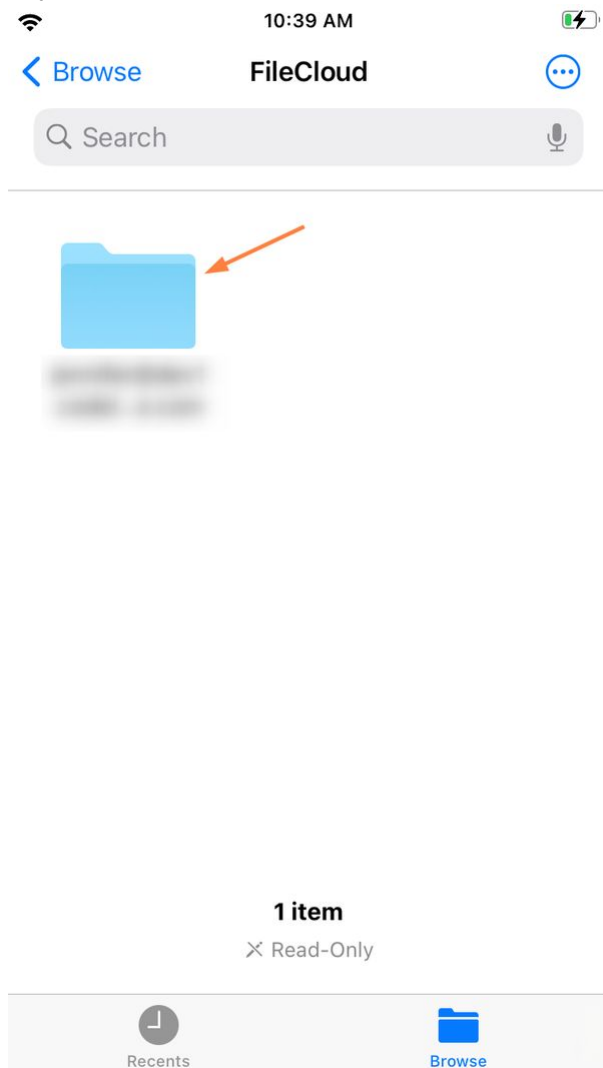 10:39 AM
Browse FileCloud
Search
1 item
Read-Only
Recents Browse